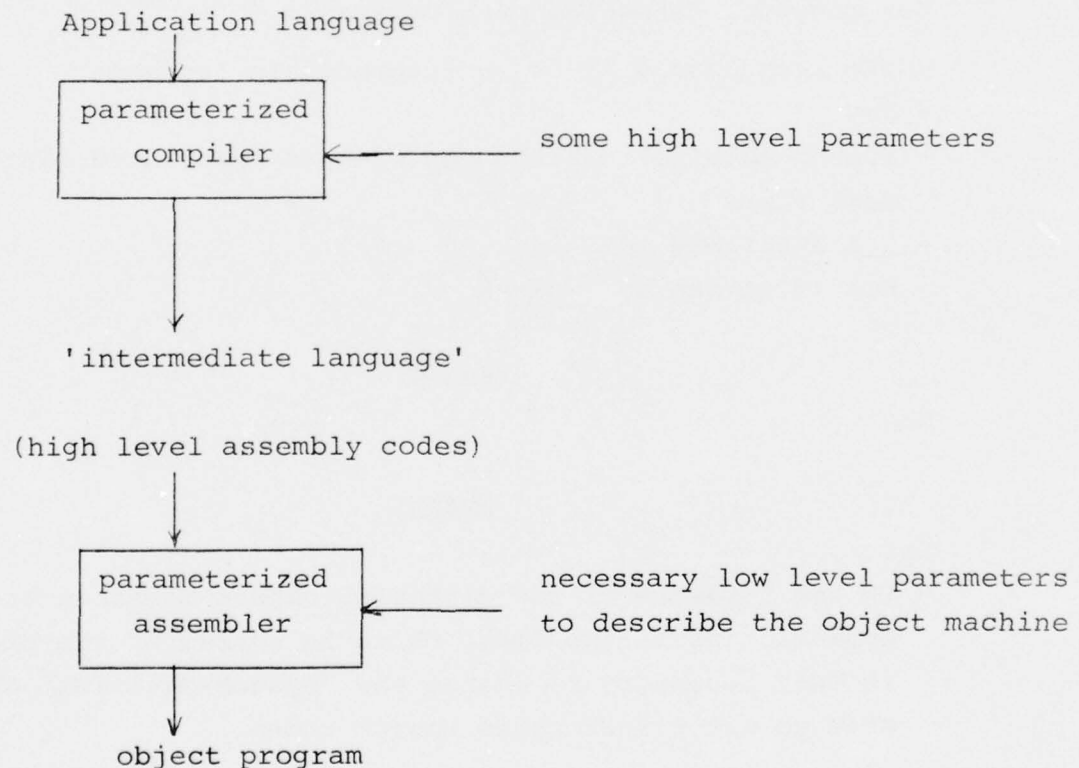 Application language
parameterized
compiler
some high level parameters
'intermediate language'
(high level assembly codes)
parameterized
assembler
necessary low level parameters
to describe the object machine
object program